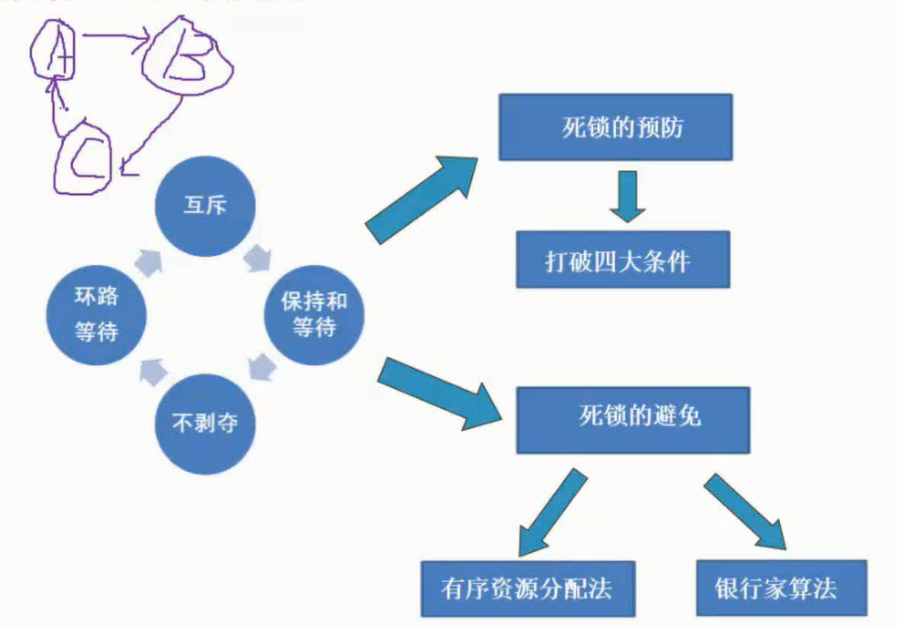 A
B
C
互斥
保持和
等待
不剥夺
环路
等待
死锁的预防
打破四大条件
死锁的避免
有序资源分配法
银行家算法